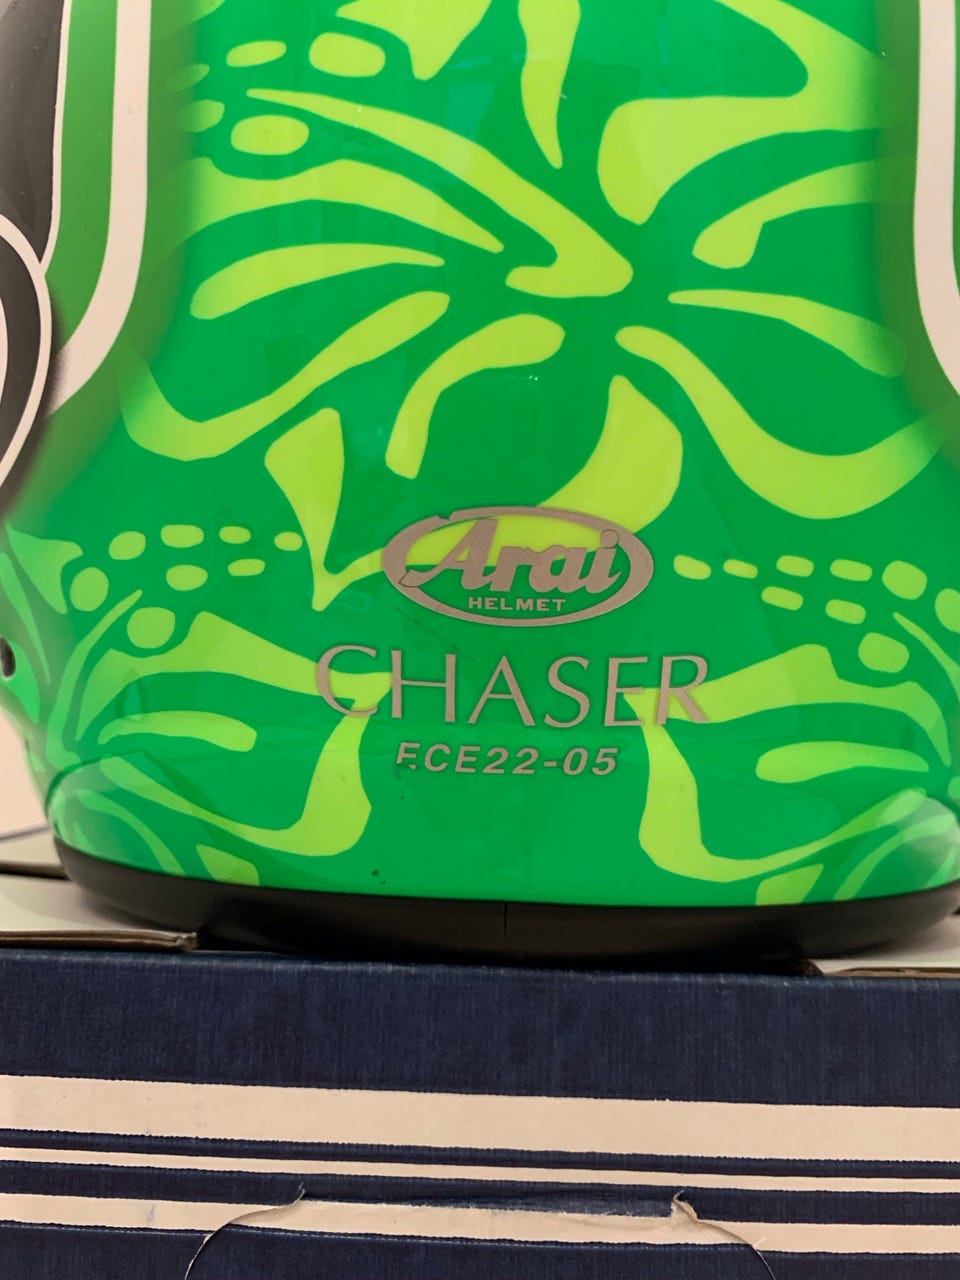 Arai
HELMET
CHASER
ECE22-05